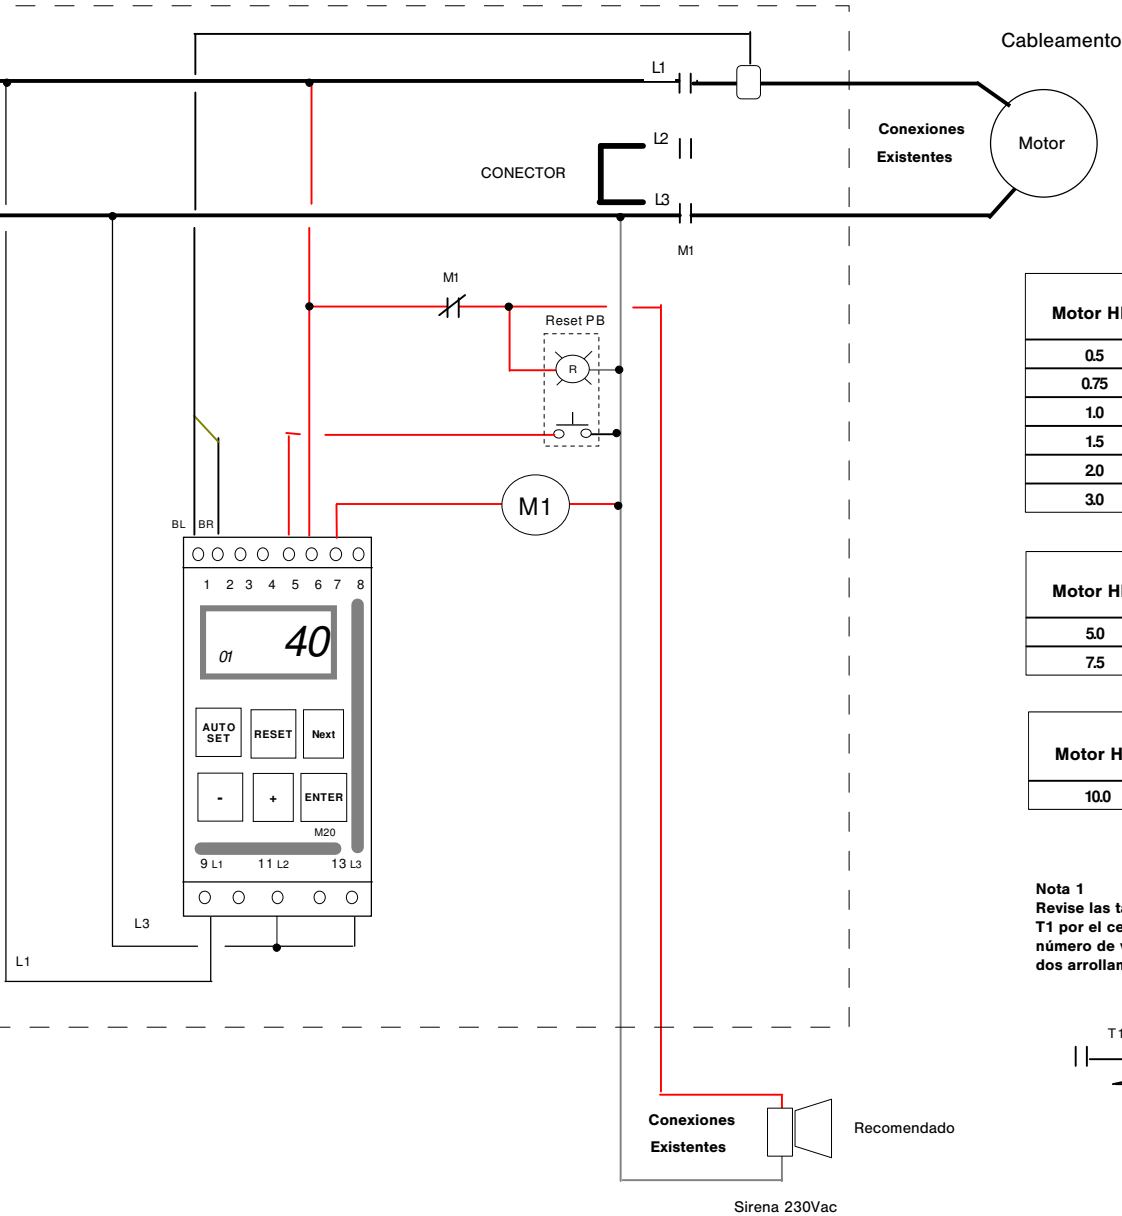 Cableamento
L1
Conexiones
Existentes
Motor
L2
CONECTOR
L3
M1
M1
Reset PB
R
M1
BL
BR
1 2 3 4 5 6 7 8
01
40
AUTO
SET
RESET
Next
-
+
ENTER
M20
9 L1
11 L2
13 L3
L3
L1
Motor H
0.5
0.75
1.0
1.5
2.0
3.0
Motor H
5.0
7.5
Motor H
10.0
Nota 1
Revise las t
T1 por el ce
número de
dos arrollar
T1
Conexiones
Existentes
Recomendado
Sirena 230Vac